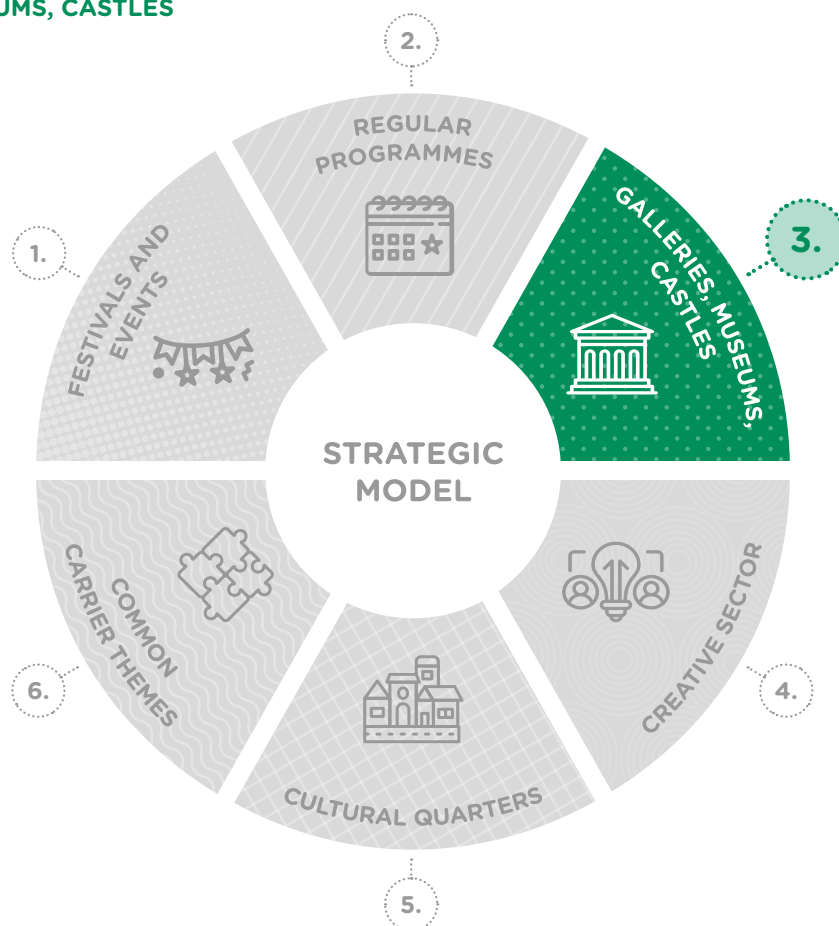 UMS, CASTLES
2.
REGULAR
PROGRAMMES
3.
GALLERIES, MUSEUMS,
CASTLES
1.
FESTIVALS AND
EVENTS
STRATEGIC
MODEL
6.
COMMON
CARRIER THEMES
4.
CREATIVE SECTOR
CULTURAL QUARTERS
5.